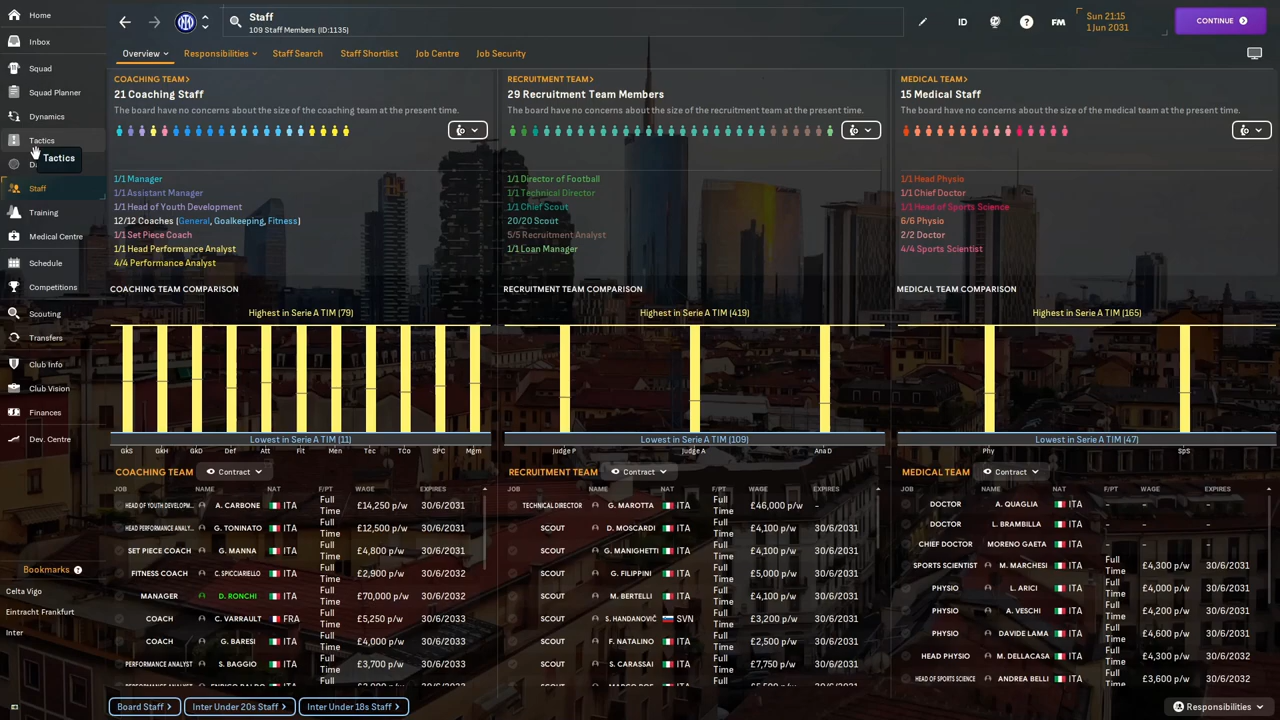 Home
Inbox
Squad
Squad Planner
Dynamics
Tactics
Tactics
Staff
Training
Medical Centre
Schedule
Competitions
Scouting
Transfers
Club Info
Club Vision
Finances
Dev. Centre
Bookmarks ?
Celta Vigo
Eintracht Frankfurt
Inter
Staff
109 Staff Members (ID:1135)
ID
?
FM
Sun 21:15
1 Jun 2031
CONTINUE
Overview
Responsibilities
Staff Search
Staff Shortlist
Job Centre
Job Security
COACHING TEAM>
21 Coaching Staff
The board have no concerns about the size of the coaching team at the present time.
1/1 Manager
1/1 Assistant Manager
1/1 Head of Youth Development
12/12 Coaches (General, Goalkeeping, Fitness)
1/1 Set Piece Coach
1/1 Head Performance Analyst
4/4 Performance Analyst
COACHING TEAM COMPARISON
Highest in Serie A TIM (79)
Lowest in Serie A TIM (11)
GkS GkH GkD Def Att Fit Men Tec TCo SPC Mgm
COACHING TEAM Contract
JOB NAME NAT F/PT WAGE EXPIRES
HEAD OF YOUTH DEVELOPM... A. CARBONE ITA Full Time £14,250 p/w 30/6/2031
HEAD PERFORMANCE ANALY... G. TONINATO ITA Full Time £12,500 p/w 30/6/2031
SET PIECE COACH G. MANNA ITA Full Time £4,800 p/w 30/6/2031
FITNESS COACH C. SPICCIARIELLO ITA Full Time £2,900 p/w 30/6/2032
MANAGER D. RONCHI ITA Full Time £70,000 p/w 30/6/2032
COACH C. VARRAULT FRA Full Time £5,250 p/w 30/6/2033
COACH G. BARESI ITA Full Time £4,000 p/w 30/6/2033
PERFORMANCE ANALYST S. BAGGIO ITA Full Time £3,700 p/w 30/6/2033
RECRUITMENT TEAM>
29 Recruitment Team Members
The board have no concerns about the size of the recruitment team at the present time.
1/1 Director of Football
1/1 Technical Director
1/1 Chief Scout
20/20 Scout
5/5 Recruitment Analyst
1/1 Loan Manager
RECRUITMENT TEAM COMPARISON
Highest in Serie A TIM (419)
Lowest in Serie A TIM (109)
Judge P Judge A Ana D
RECRUITMENT TEAM Contract
JOB NAME NAT F/PT WAGE EXPIRES
TECHNICAL DIRECTOR G. MAROTTA ITA Full Time £46,000 p/w -
SCOUT D. MOSCARDI ITA Full Time £4,100 p/w 30/6/2031
SCOUT G. MANIGHETTI ITA Full Time £4,100 p/w 30/6/2031
SCOUT G. FILIPPINI ITA Full Time £5,000 p/w 30/6/2031
SCOUT M. BERTELLI ITA Full Time £4,100 p/w 30/6/2031
SCOUT S. HANDANOVIČ SVN Full Time £3,200 p/w 30/6/2031
SCOUT F. NATALINO ITA Full Time £2,500 p/w 30/6/2031
SCOUT S. CARASSAI ITA Full Time £7,750 p/w 30/6/2031
MEDICAL TEAM>
15 Medical Staff
The board have no concerns about the size of the medical team at the present time.
1/1 Head Physio
1/1 Chief Doctor
1/1 Head of Sports Science
6/6 Physio
2/2 Doctor
4/4 Sports Scientist
MEDICAL TEAM COMPARISON
Highest in Serie A TIM (165)
Lowest in Serie A TIM (47)
Phy SpS
MEDICAL TEAM Contract
JOB NAME NAT F/PT WAGE EXPIRES
DOCTOR A. QUAGLIA ITA - - -
DOCTOR L. BRAMBILLA ITA - - -
CHIEF DOCTOR MORENO GAETA ITA - - -
SPORTS SCIENTIST M. MARCHESI ITA Full Time £4,300 p/w 30/6/2031
PHYSIO L. ARICI ITA Full Time £4,000 p/w 30/6/2031
PHYSIO A. VESCHI ITA Full Time £4,200 p/w 30/6/2031
PHYSIO DAVIDE LAMA ITA Full Time £4,600 p/w 30/6/2031
HEAD PHYSIO M. DELLACASA ITA Full Time £4,300 p/w 30/6/2032
HEAD OF SPORTS SCIENCE ANDREA BELLI ITA Full Time £3,600 p/w 30/6/2032
Board Staff >
Inter Under 20s Staff >
Inter Under 18s Staff >
Responsibilities